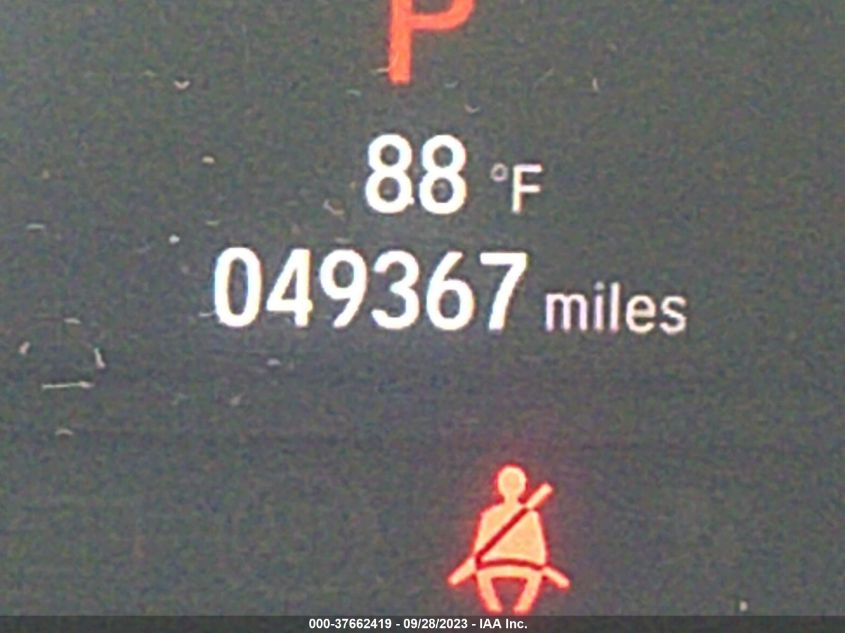 P
88 °F
049367 miles
000-37662419 - 09/28/2023 - IAA Inc.